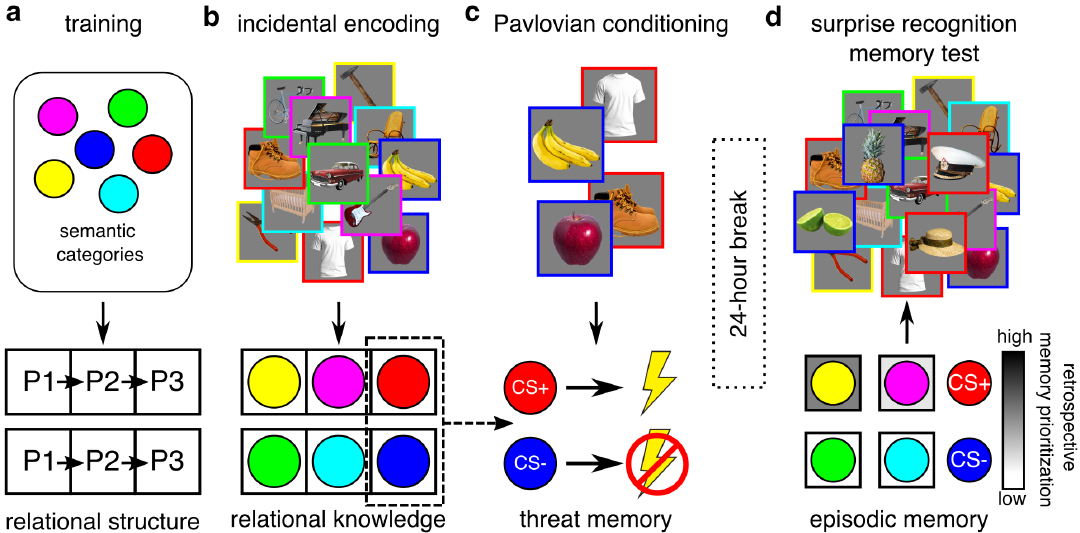 a
training
semantic
categories
P1 P2 P3
P1 P2 P3
relational structure
b
incidental encoding
relational knowledge
c
Pavlovian conditioning
CS+
CS-
threat memory
24-hour break
d
surprise recognition
memory test
CS+
CS-
episodic memory
high
low
retrospective
memory prioritization